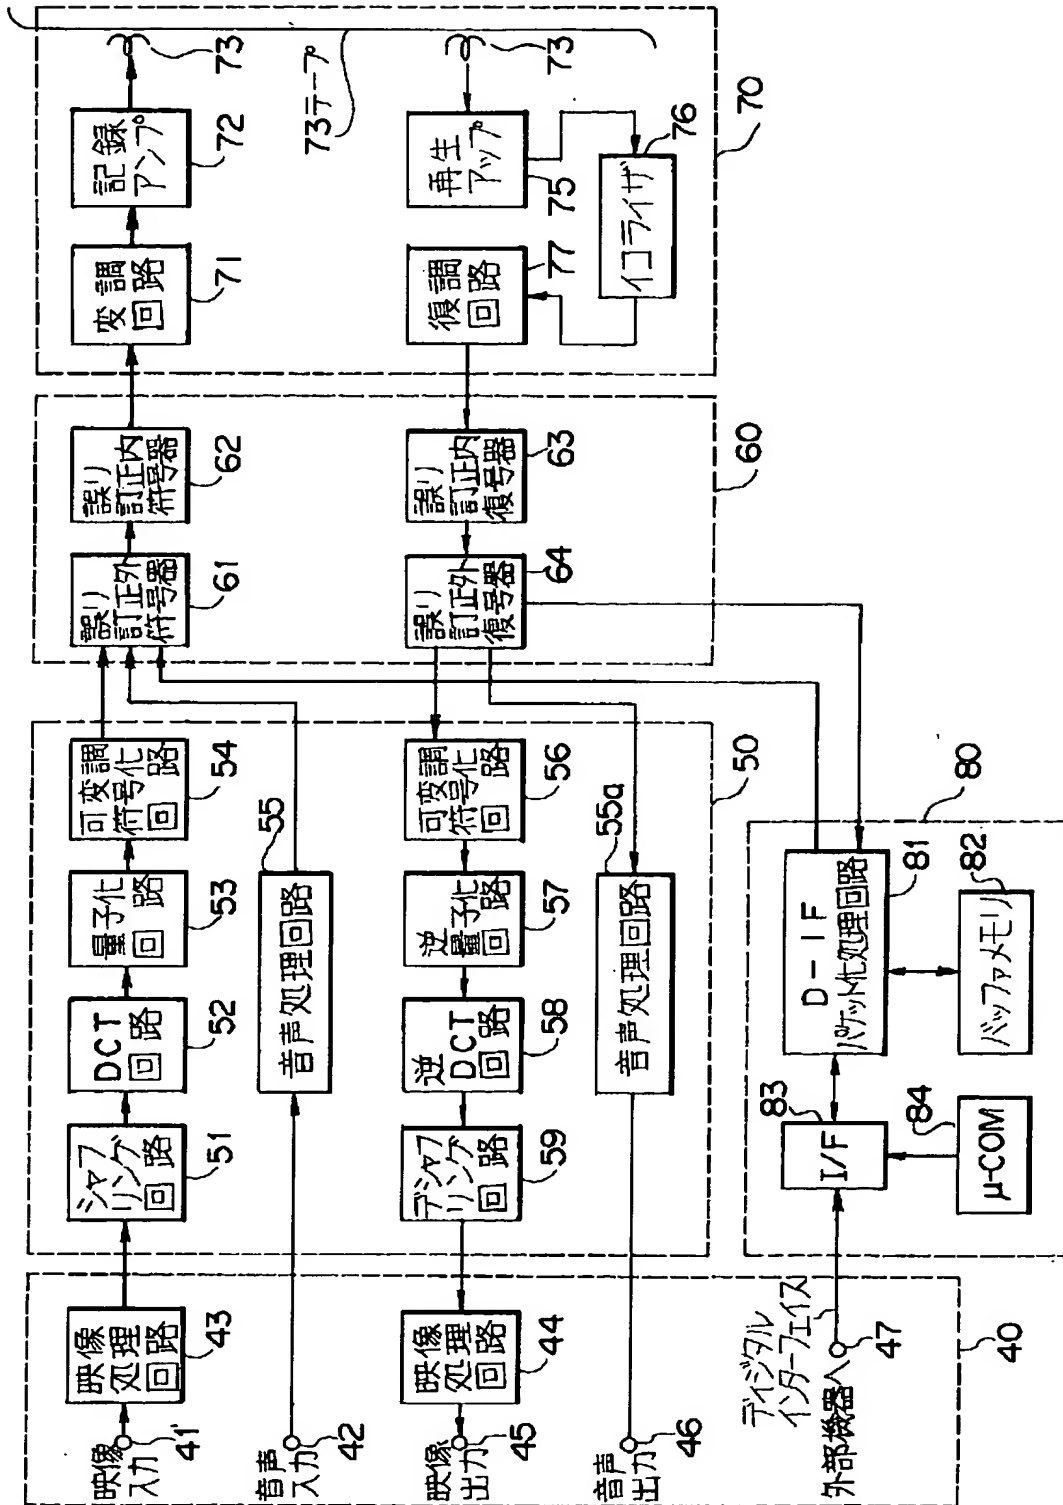 映像
入力
41
映像
処理
回路
43
シャフ
リング
回路
51
DCT
回路
52
量子化
回路
53
可変調
符号化
回路
54
誤り
訂正外
符号器
61
誤り
訂正内
符号器
62
変調
回路
71
記録
アンプ
72
73
音声
入力
42
音声処理回路
55
73テープ
映像
出力
45
映像
処理
回路
44
デシャフ
リング
回路
59
逆
DCT
回路
58
逆
量子化
回路
57
可変調
符号化
回路
56
誤り
訂正外
復号器
64
誤り
訂正内
復号器
63
復調
回路
77
再生
アップ
75
73
音声
出力
46
音声処理回路
55a
イコライザ
76
50
60
70
ディジタル
インターフェイス
外部機器へ
47
I/F
83
D-IF
パケット化処理回路
81
80
μ-COM
84
バッファメモリ
82
40